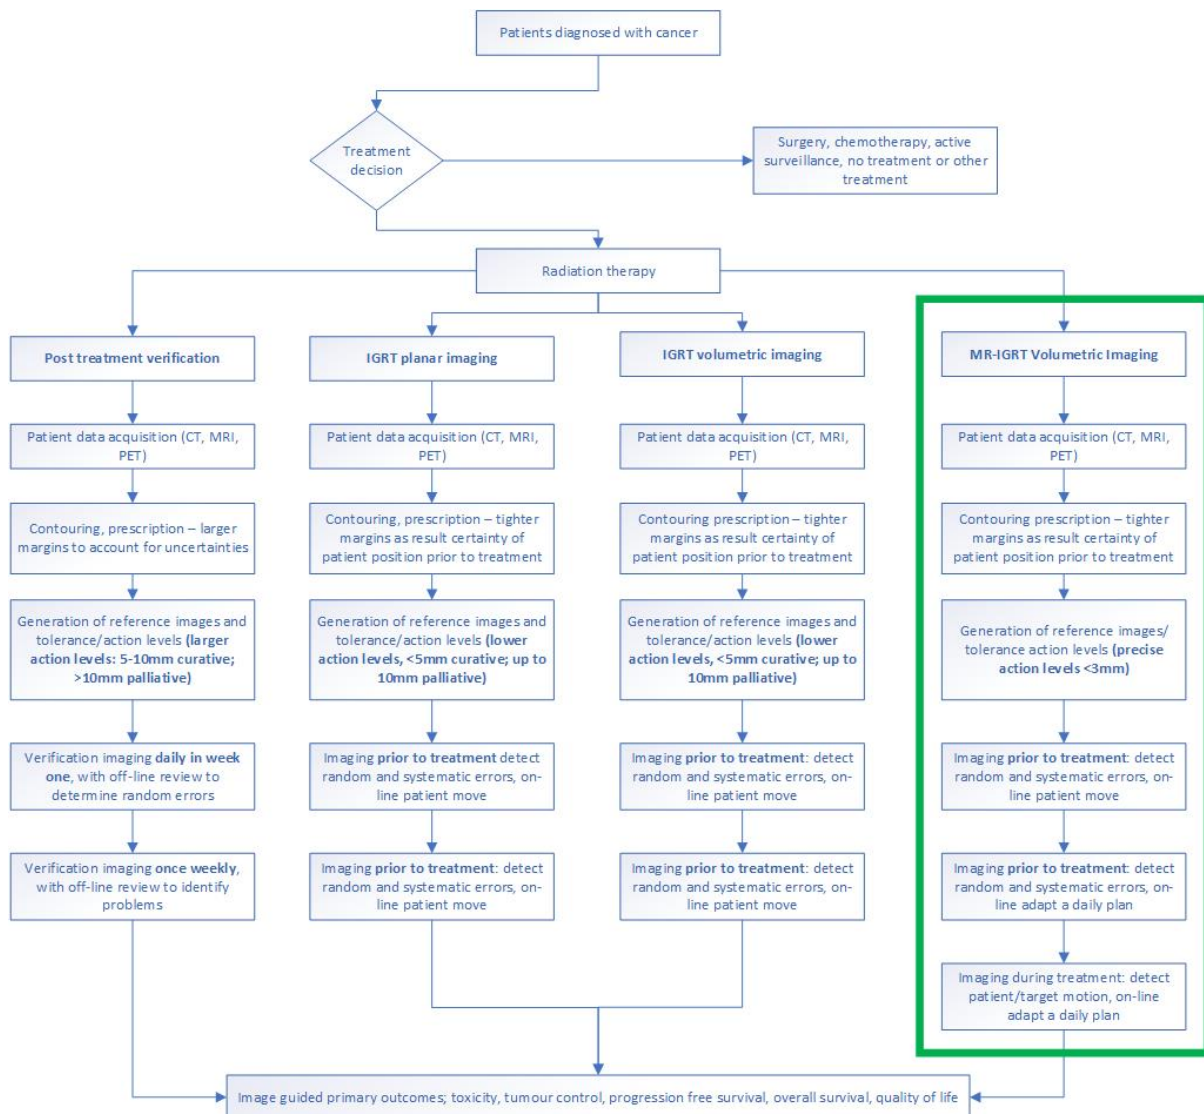 Patients diagnosed with cancer
Treatment
decision
Surgery, chemotherapy, active
surveillance, no treatment or other
treatment
Radiation therapy
Post treatment verification
Patient data acquisition (CT, MRI,
PET)
Contouring, prescription – larger
margins to account for uncertainties
Generation of reference images and
tolerance/action levels (larger
action levels: 5-10mm curative;
>10mm palliative)
Verification imaging daily in week
one, with off-line review to
determine random errors
Verification imaging once weekly,
with off-line review to identify
problems
IGRT planar imaging
Patient data acquisition (CT, MRI,
PET)
Contouring, prescription – tighter
margins as result certainty of
patient position prior to treatment
Generation of reference images and
tolerance/action levels (lower
action levels, <5mm curative; up to
10mm palliative)
Imaging prior to treatment detect
random and systematic errors, on-
line patient move
Imaging prior to treatment: detect
random and systematic errors, on-
line patient move
IGRT volumetric imaging
Patient data acquisition (CT, MRI,
PET)
Contouring prescription – tighter
margins as result certainty of
patient position prior to treatment
Generation of reference images and
tolerance/action levels (lower
action levels, <5mm curative; up to
10mm palliative)
Imaging prior to treatment: detect
random and systematic errors, on-
line patient move
Imaging prior to treatment: detect
random and systematic errors, on-
line patient move
MR-IGRT Volumetric Imaging
Patient data acquisition (CT, MRI,
PET)
Contouring prescription – tighter
margins as result certainty of
patient position prior to treatment
Generation of reference images/
tolerance action levels (precise
action levels <3mm)
Imaging prior to treatment: detect
random and systematic errors, on-
line patient move
Imaging prior to treatment: detect
random and systematic errors, on-
line adapt a daily plan
Imaging during treatment: detect
patient/target motion, on-line
adapt a daily plan
Image guided primary outcomes; toxicity, tumour control, progression free survival, overall survival, quality of life